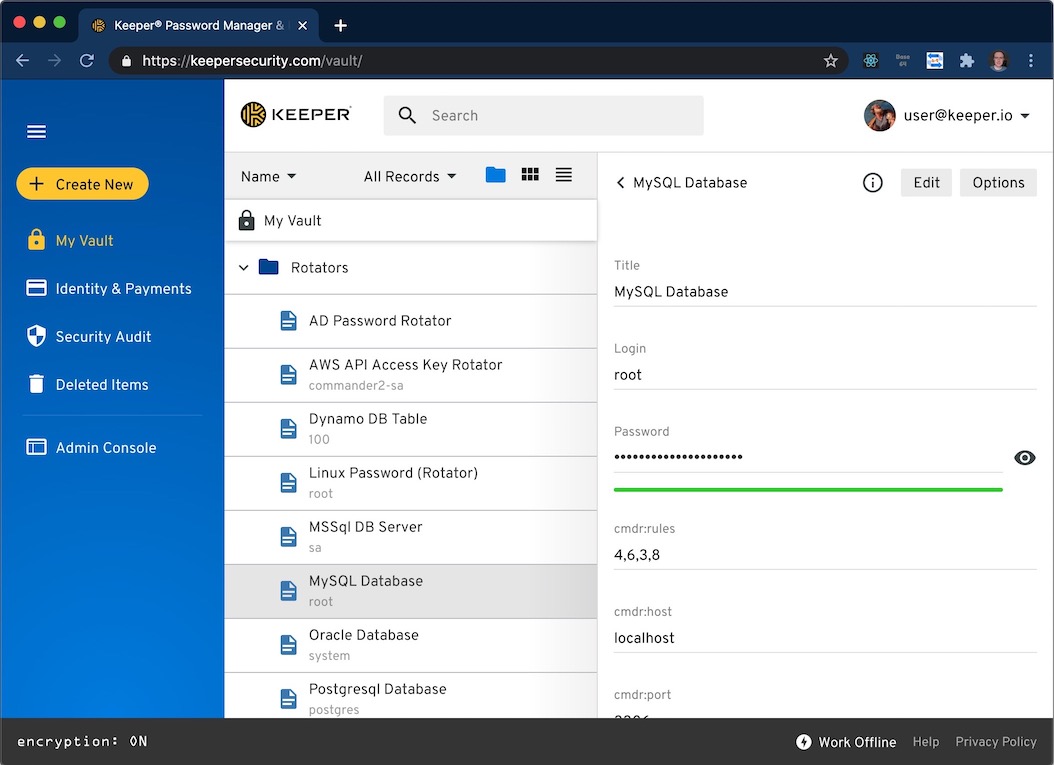 Keeper® Password Manager &
https://keepersecurity.com/vault/
KEEPER
Search
user@keeper.io
Create New
My Vault
Identity & Payments
Security Audit
Deleted Items
Admin Console
Name
All Records
My Vault
Rotators
AD Password Rotator
AWS API Access Key Rotator
commander2-sa
Dynamo DB Table
100
Linux Password (Rotator)
root
MSSql DB Server
sa
MySQL Database
root
Oracle Database
system
Postgresql Database
postgres
MySQL Database
Edit
Options
Title
MySQL Database
Login
root
Password
cmdr:rules
4,6,3,8
cmdr:host
localhost
cmdr:port
encryption: ON
Work Offline
Help
Privacy Policy